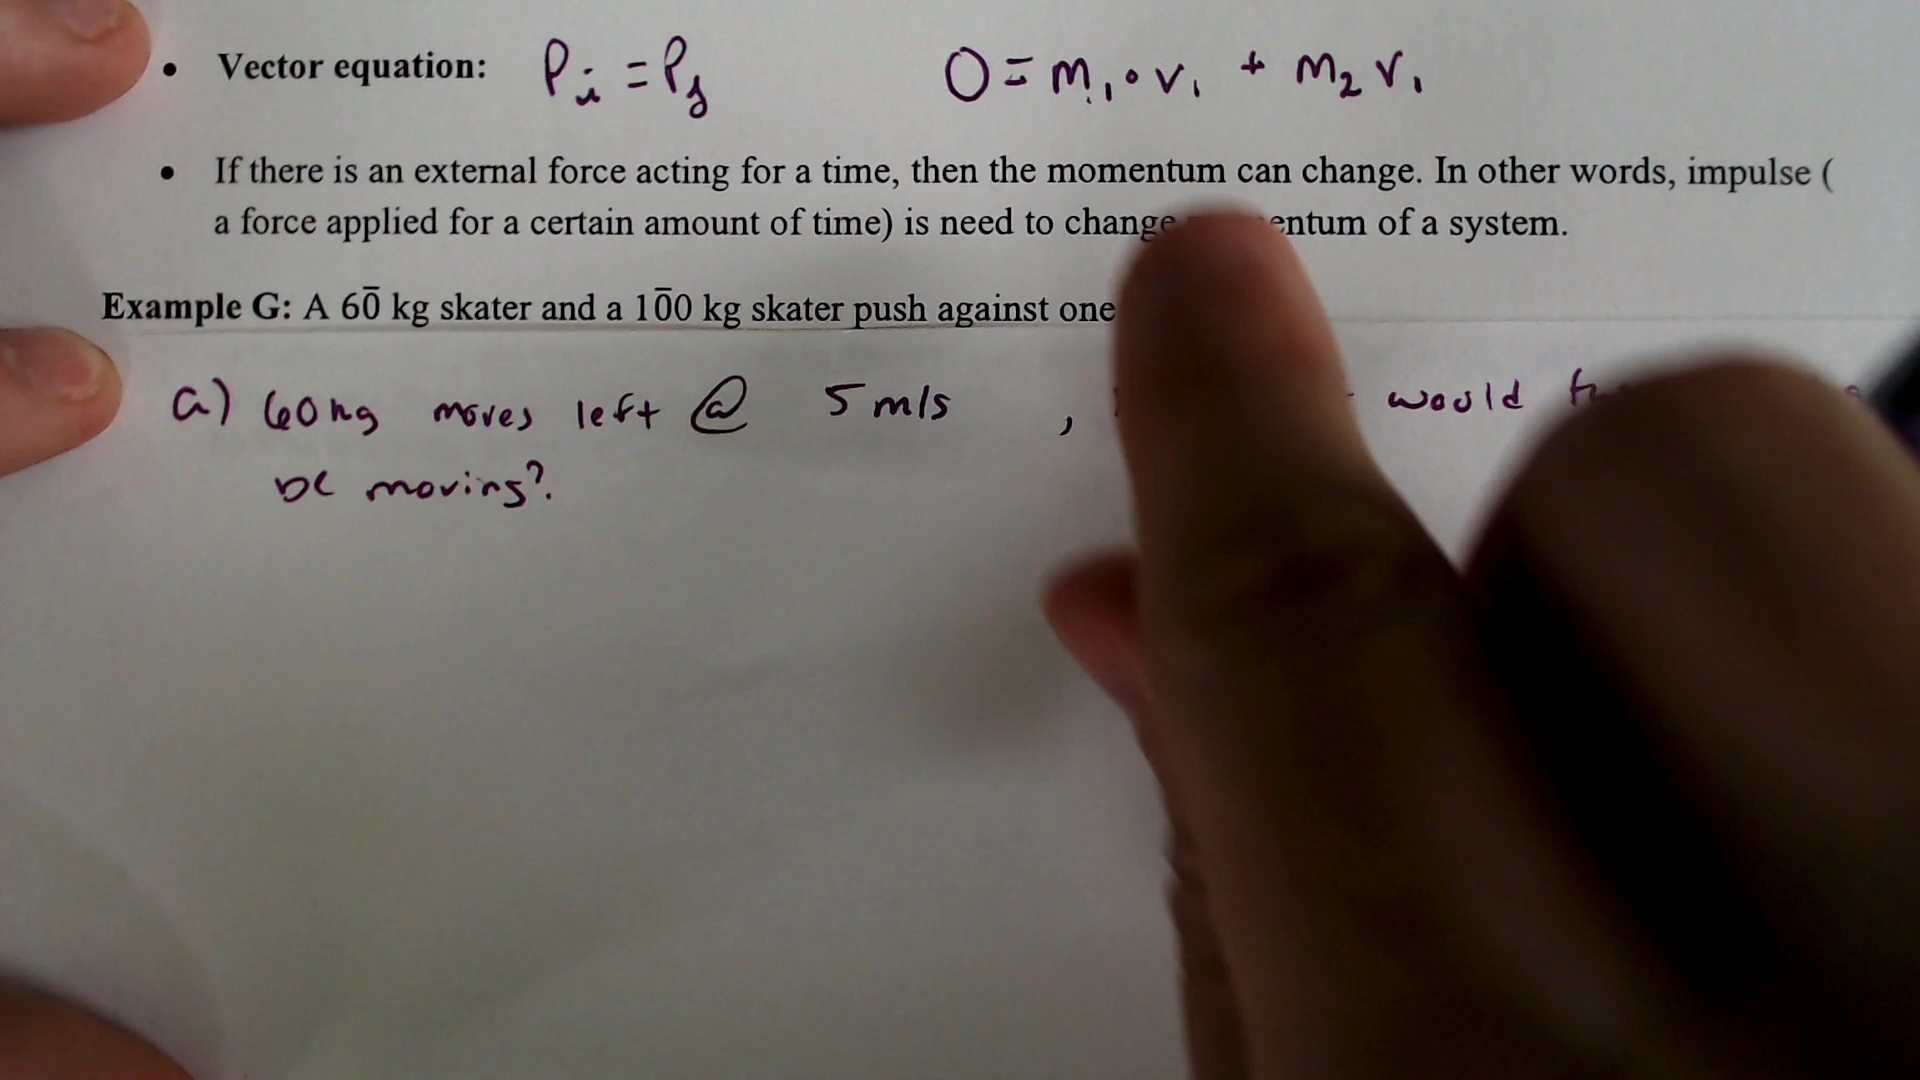 • Vector equation: Pi = Pf 0 = m₁•v₁ + m₂v₁
• If there is an external force acting for a time, then the momentum can change. In other words, impulse (
a force applied for a certain amount of time) is need to change entum of a system.
Example G: A 60̄ kg skater and a 10̄0 kg skater push against one
a) 60kg moves left @ 5 m/s , would
be moving?